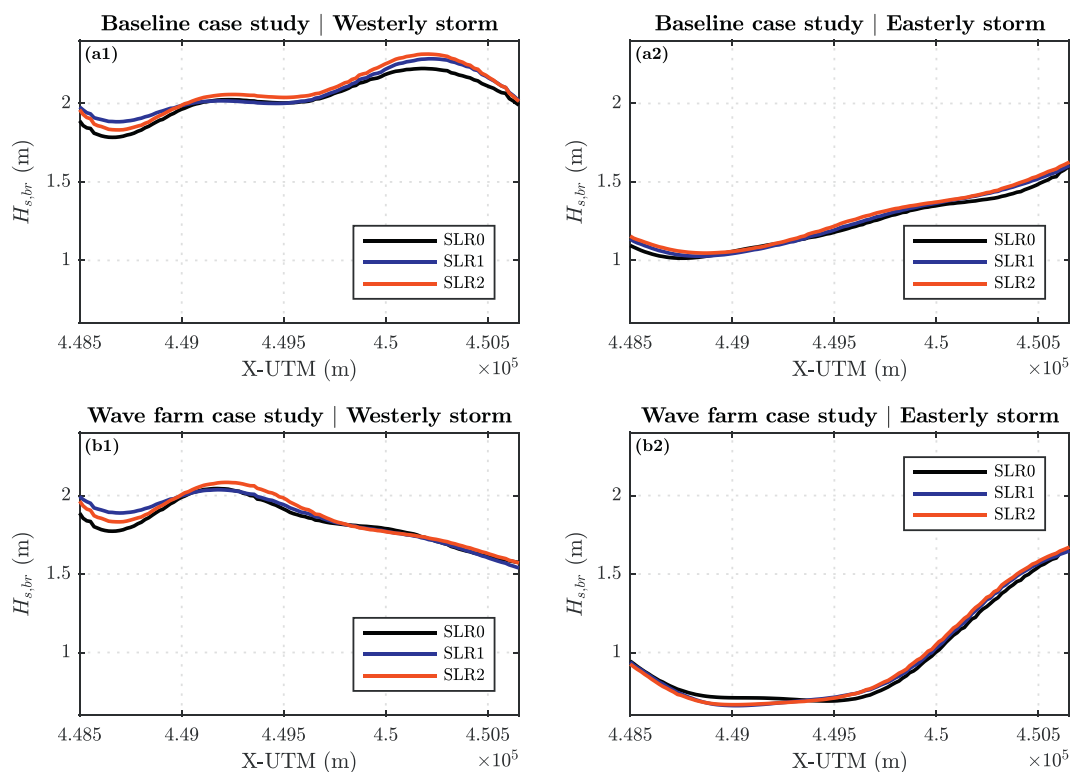 Baseline case study | Westerly storm
(a1)
2
1.5
1
H_{s,br} (m)
SLR0
SLR1
SLR2
4.485 4.49 4.495 4.5 4.505
X-UTM (m)
×10^5
Baseline case study | Easterly storm
(a2)
2
1.5
1
H_{s,br} (m)
SLR0
SLR1
SLR2
4.485 4.49 4.495 4.5 4.505
X-UTM (m)
×10^5
Wave farm case study | Westerly storm
(b1)
2
1.5
1
H_{s,br} (m)
SLR0
SLR1
SLR2
4.485 4.49 4.495 4.5 4.505
X-UTM (m)
×10^5
Wave farm case study | Easterly storm
(b2)
2
1.5
1
H_{s,br} (m)
SLR0
SLR1
SLR2
4.485 4.49 4.495 4.5 4.505
X-UTM (m)
×10^5